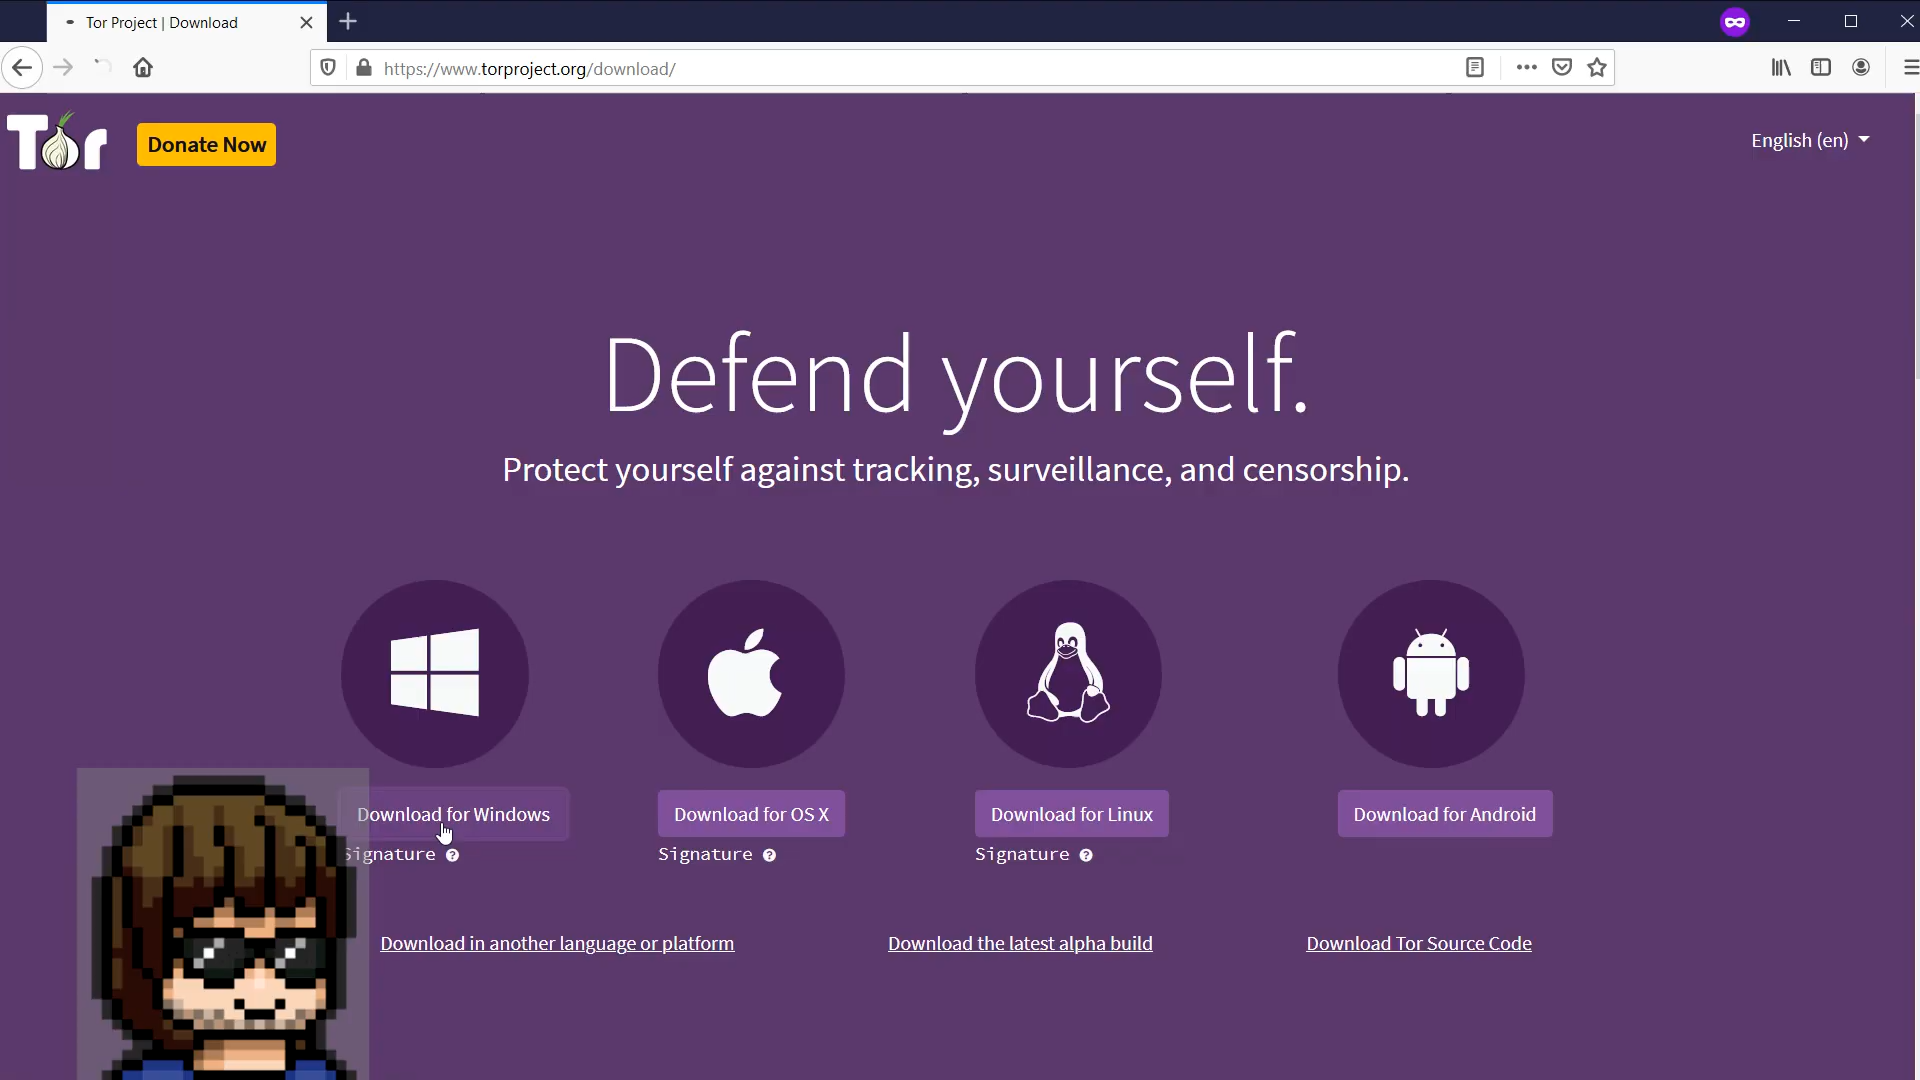 Tor Project | Download
https://www.torproject.org/download/
Tor
Donate Now
English (en)
Defend yourself.
Protect yourself against tracking, surveillance, and censorship.
Download for Windows
Download for OS X
Download for Linux
Download for Android
Signature ?
Signature ?
Signature ?
Download in another language or platform
Download the latest alpha build
Download Tor Source Code